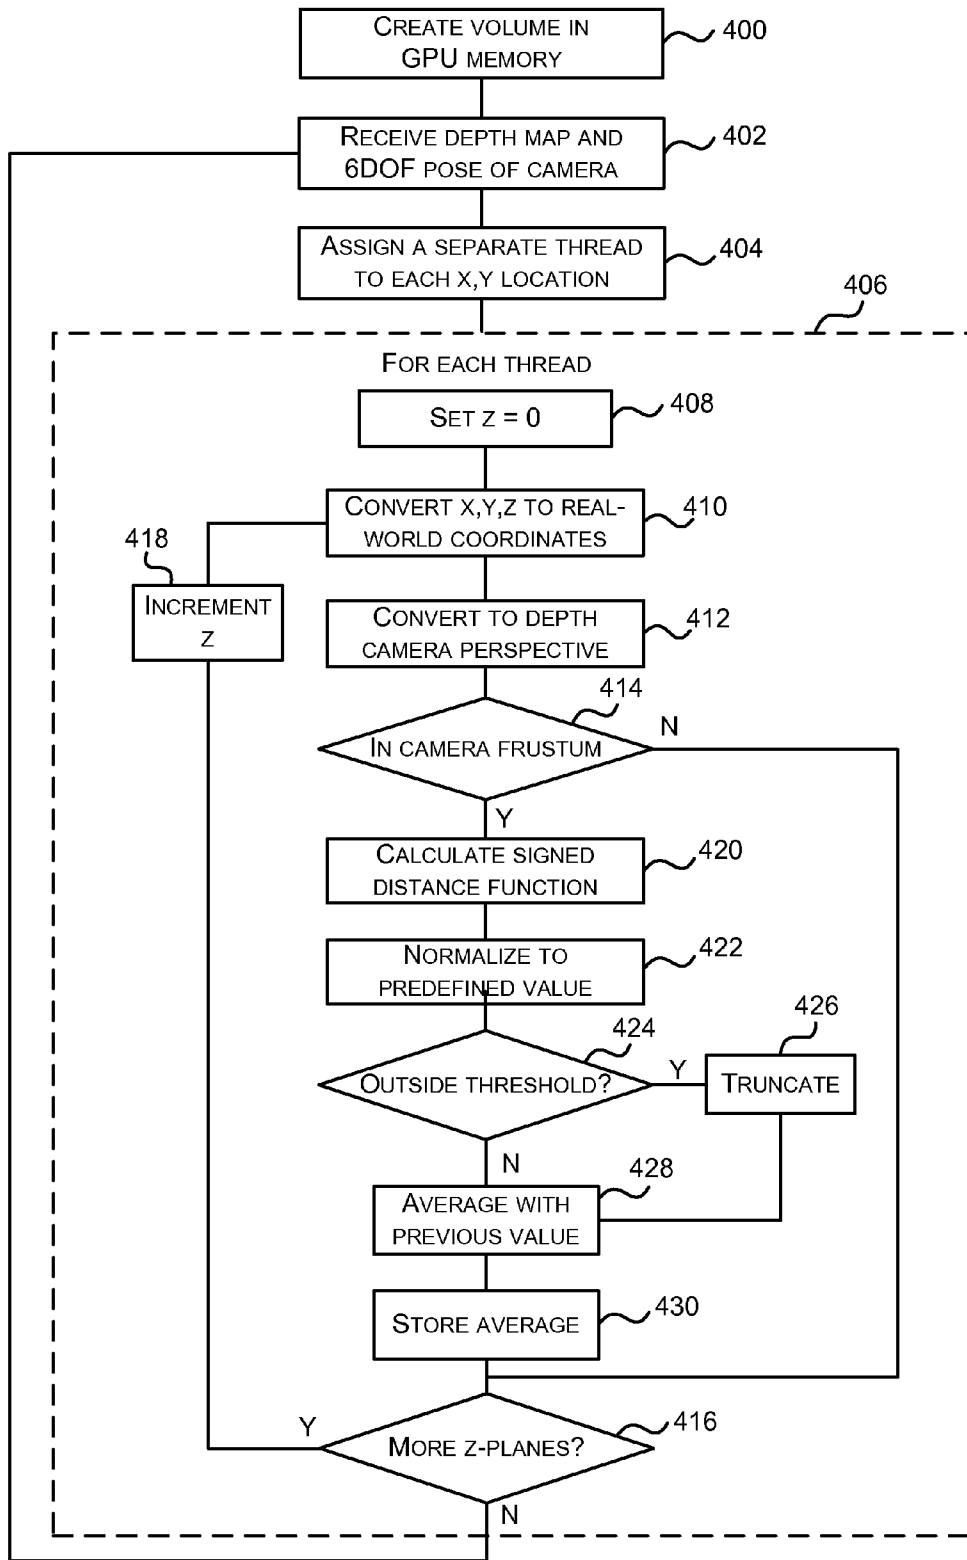 CREATE VOLUME IN
GPU MEMORY
400
RECEIVE DEPTH MAP AND
6DOF POSE OF CAMERA
402
ASSIGN A SEPARATE THREAD
TO EACH X,Y LOCATION
404
406
FOR EACH THREAD
SET Z = 0
408
CONVERT X,Y,Z TO REAL-
WORLD COORDINATES
410
418
INCREMENT
Z
CONVERT TO DEPTH
CAMERA PERSPECTIVE
412
414
IN CAMERA FRUSTUM
N
Y
CALCULATE SIGNED
DISTANCE FUNCTION
420
NORMALIZE TO
PREDEFINED VALUE
422
424
426
OUTSIDE THRESHOLD?
Y
TRUNCATE
N
428
AVERAGE WITH
PREVIOUS VALUE
STORE AVERAGE
430
Y
MORE Z-PLANES?
416
N